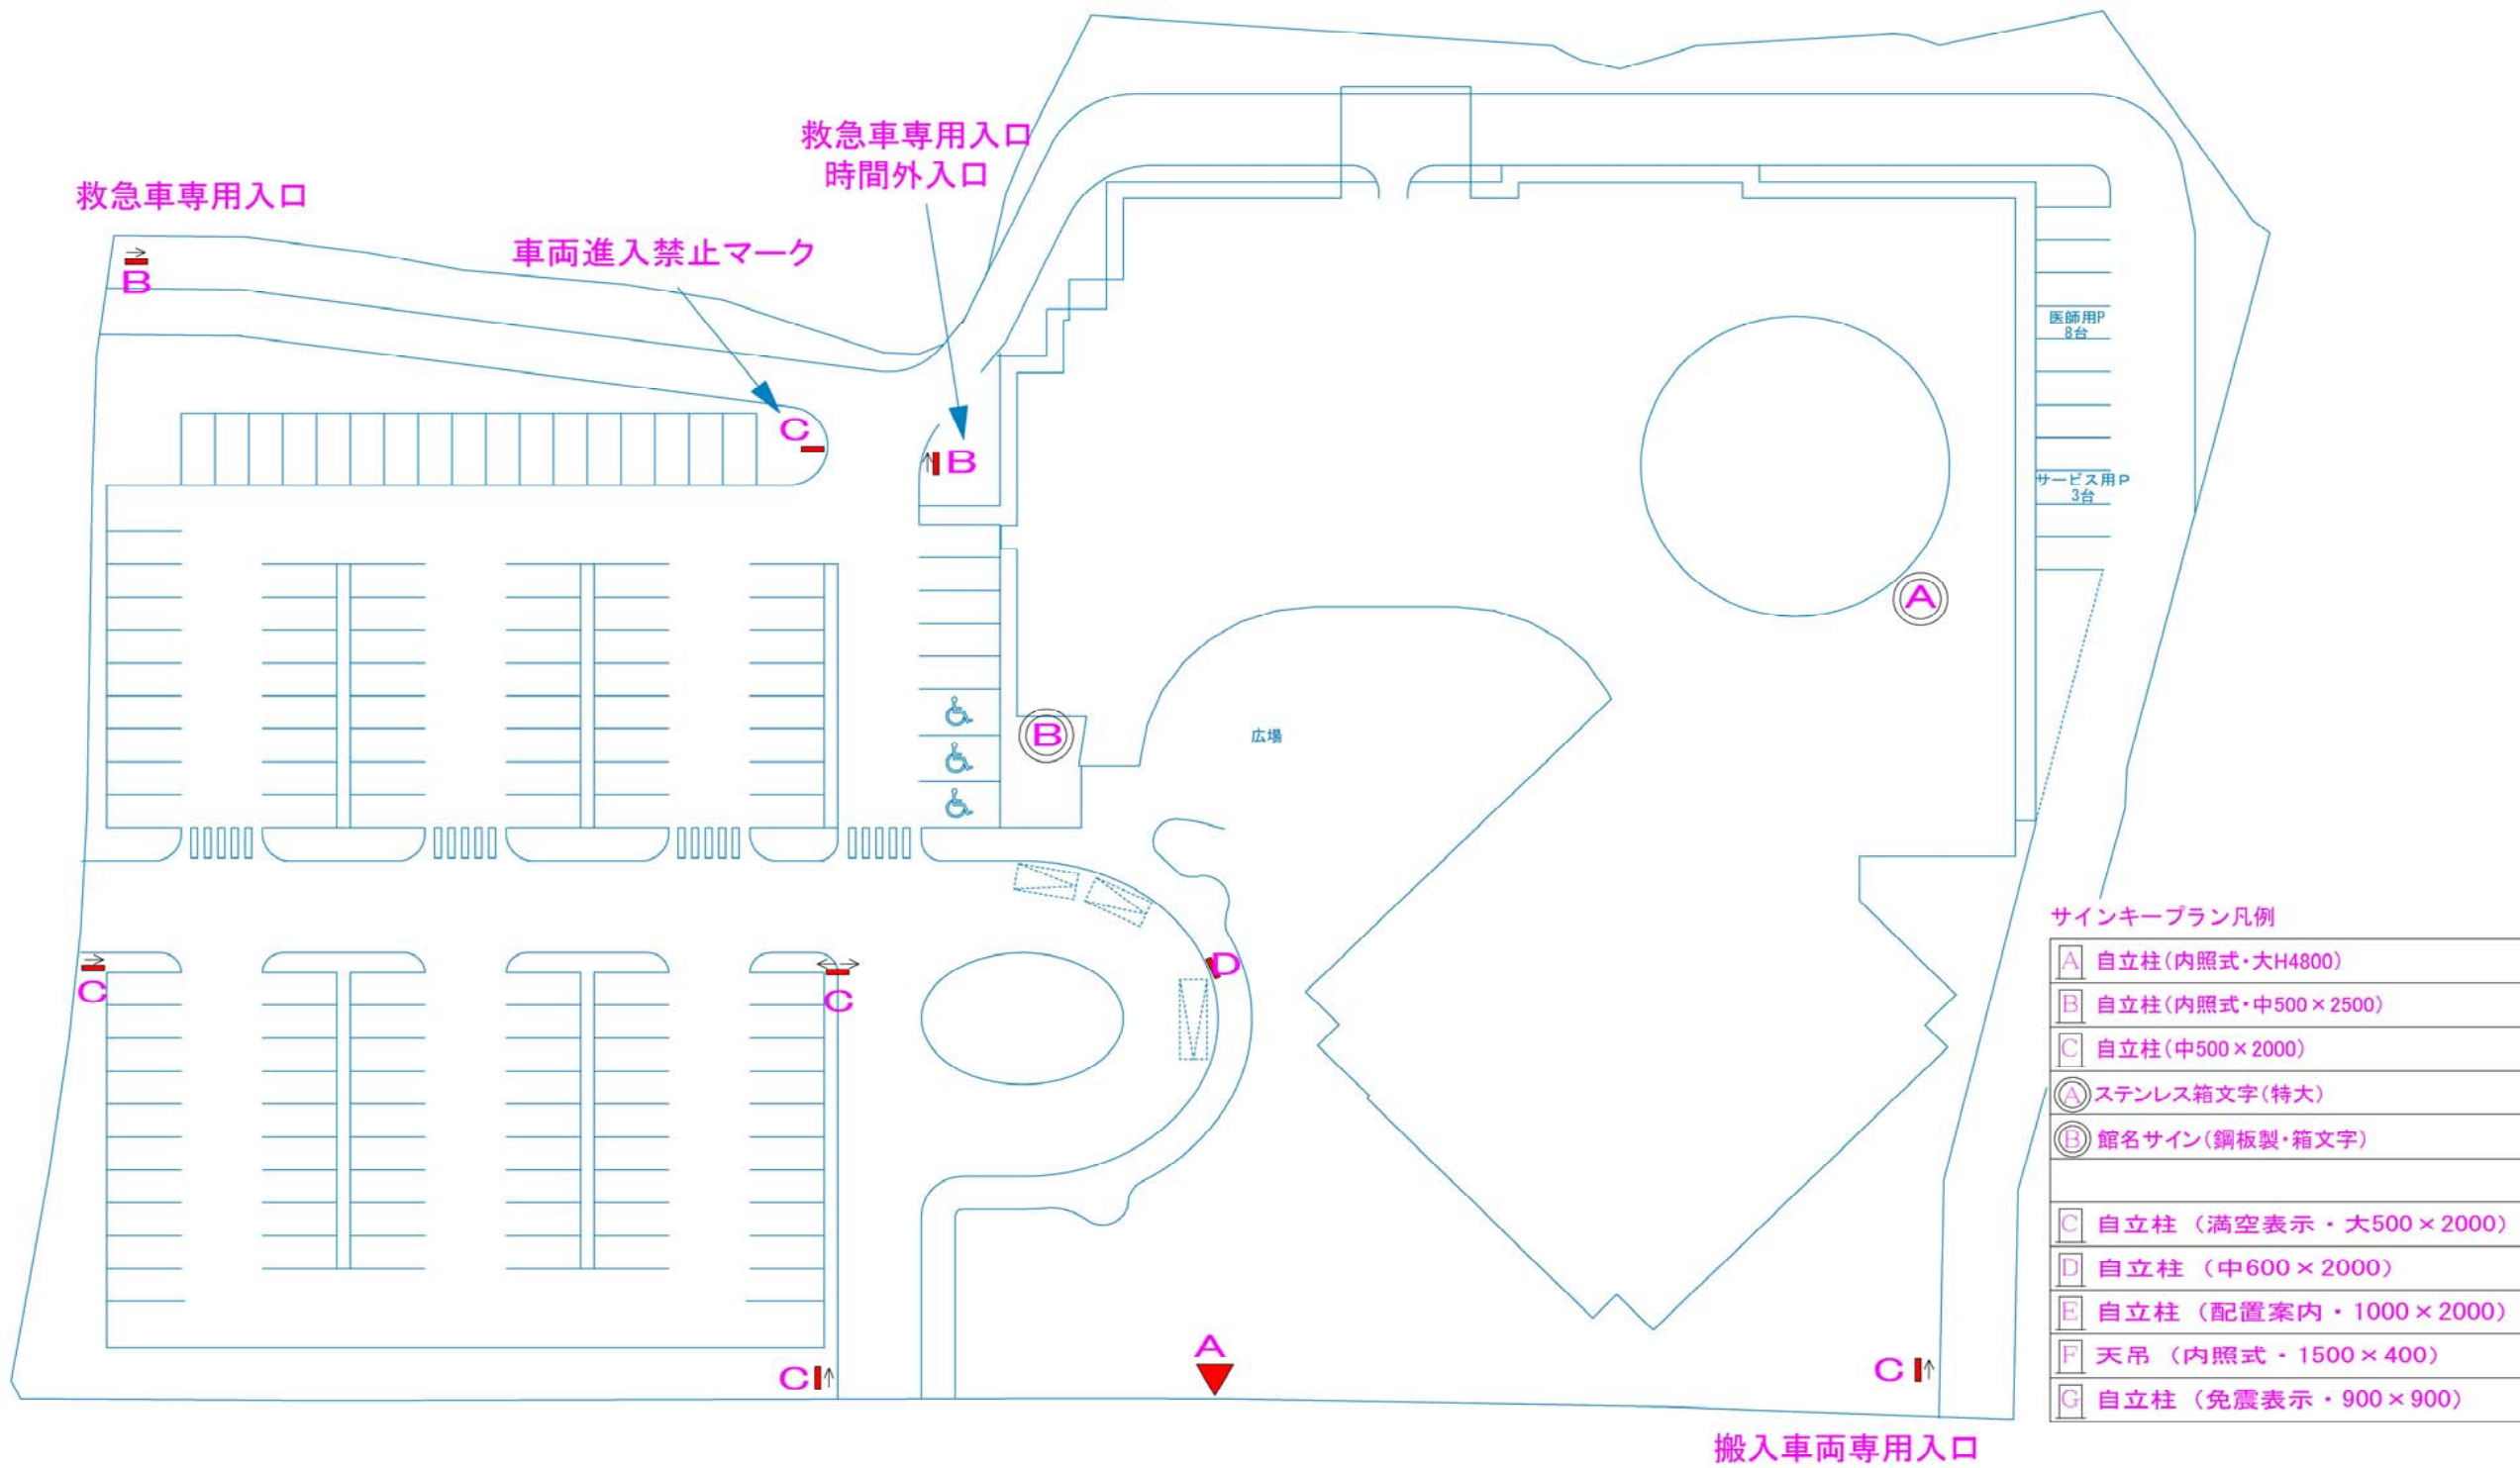 救急車専用入口
時間外入口
救急車専用入口
車両進入禁止マーク
B
C
B
医師用P
8台
サービス用P
3台
A
B
広場
D
C
C
A
C
C
搬入車両専用入口
サインキープラン凡例
A 自立柱(内照式・大H4800)
B 自立柱(内照式・中500×2500)
C 自立柱(中500×2000)
A ステンレス箱文字(特大)
B 館名サイン(鋼板製・箱文字)
C 自立柱(満空表示・大500×2000)
D 自立柱(中600×2000)
E 自立柱(配置案内・1000×2000)
F 天吊(内照式・1500×400)
G 自立柱(免震表示・900×900)